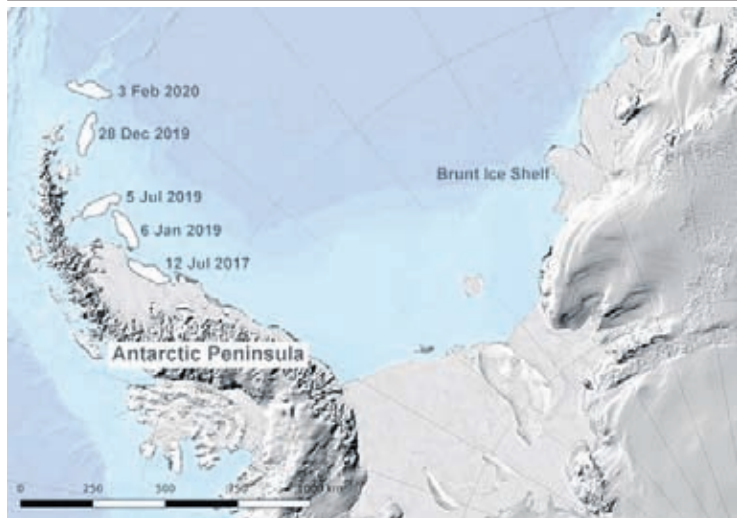 3 Feb 2020
28 Dec 2019
Brunt Ice Shelf
5 Jul 2019
6 Jan 2019
12 Jul 2017
Antarctic Peninsula
0 250 500 750 1000 km